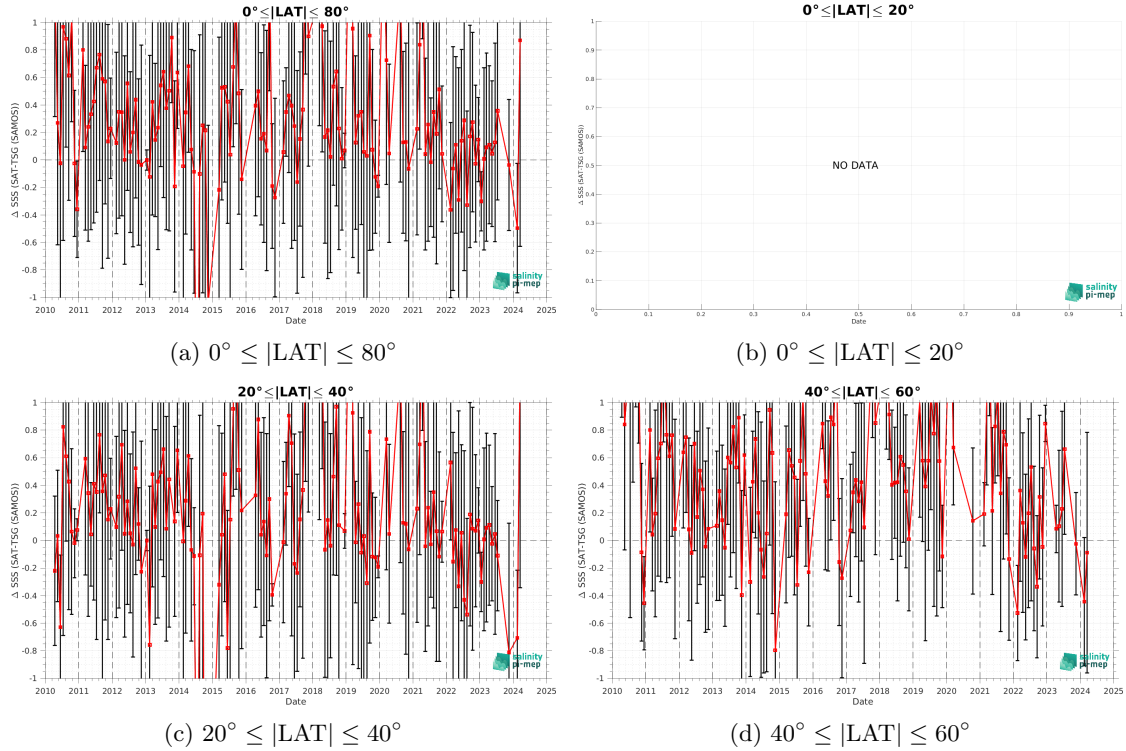 0°≤|LAT|≤ 80°
Δ SSS (SAT-TSG (SAMOS))
1
0.8
0.6
0.4
0.2
0
-0.2
-0.4
-0.6
-0.8
-1
2010 2011 2012 2013 2014 2015 2016 2017 2018 2019 2020 2021 2022 2023 2024 2025
Date
salinity
pi-mep
(a) 0° ≤ |LAT| ≤ 80°
0°≤|LAT|≤ 20°
Δ SSS (SAT-TSG (SAMOS))
1
0.9
0.8
0.7
0.6
0.5
0.4
0.3
0.2
0.1
0
NO DATA
0 0.1 0.2 0.3 0.4 0.5 0.6 0.7 0.8 0.9 1
Date
salinity
pi-mep
(b) 0° ≤ |LAT| ≤ 20°
20°≤|LAT|≤ 40°
Δ SSS (SAT-TSG (SAMOS))
1
0.8
0.6
0.4
0.2
0
-0.2
-0.4
-0.6
-0.8
-1
2010 2011 2012 2013 2014 2015 2016 2017 2018 2019 2020 2021 2022 2023 2024 2025
Date
salinity
pi-mep
(c) 20° ≤ |LAT| ≤ 40°
40°≤|LAT|≤ 60°
Δ SSS (SAT-TSG (SAMOS))
1
0.8
0.6
0.4
0.2
0
-0.2
-0.4
-0.6
-0.8
-1
2010 2011 2012 2013 2014 2015 2016 2017 2018 2019 2020 2021 2022 2023 2024 2025
Date
salinity
pi-mep
(d) 40° ≤ |LAT| ≤ 60°